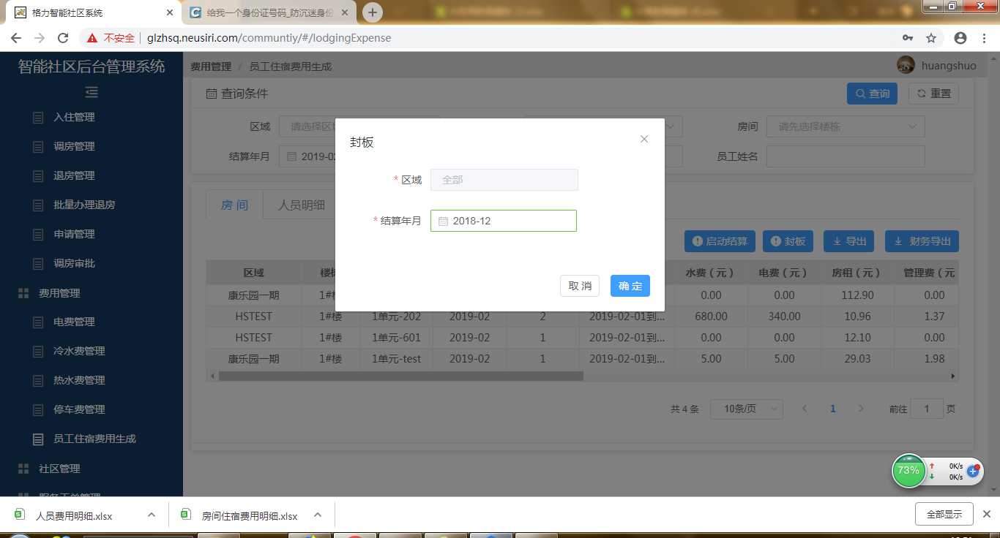 格力智能社区系统
给我一个身份证号码_防沉迷身份
不安全 glzhsq.neusiri.com/communtiy/#/lodgingExpense
智能社区后台管理系统
费用管理 / 员工住宿费用生成
huangshuo
入住管理
调房管理
退房管理
批量办理退房
申请管理
调房审批
费用管理
电费管理
冷水费管理
热水费管理
停车费管理
员工住宿费用生成
社区管理
查询条件
查询
重置
区域 请选择区
房间 请先选择楼栋
结算年月 2019-02
员工姓名
封板
* 区域 全部
* 结算年月 2018-12
取 消
确 定
房 间
人员明细
启动结算
封板
导出
财务导出
区域 楼栋 水费（元） 电费（元） 房租（元） 管理费（元
康乐园一期 1#楼 0.00 0.00 112.90 0.00
HSTEST 1#楼 1单元-202 2019-02 2 2019-02-01到... 680.00 340.00 10.96 1.37
HSTEST 1#楼 1单元-601 2019-02 1 2019-02-01到... 0.00 0.00 12.10 0.00
康乐园一期 1#楼 1单元-test 2019-02 1 2019-02-01到... 5.00 5.00 29.03 1.98
共 4 条 10条/页 1 前往 1 页
73%
0K/s
0K/s
人员费用明细.xlsx
房间住宿费用明细.xlsx
全部显示